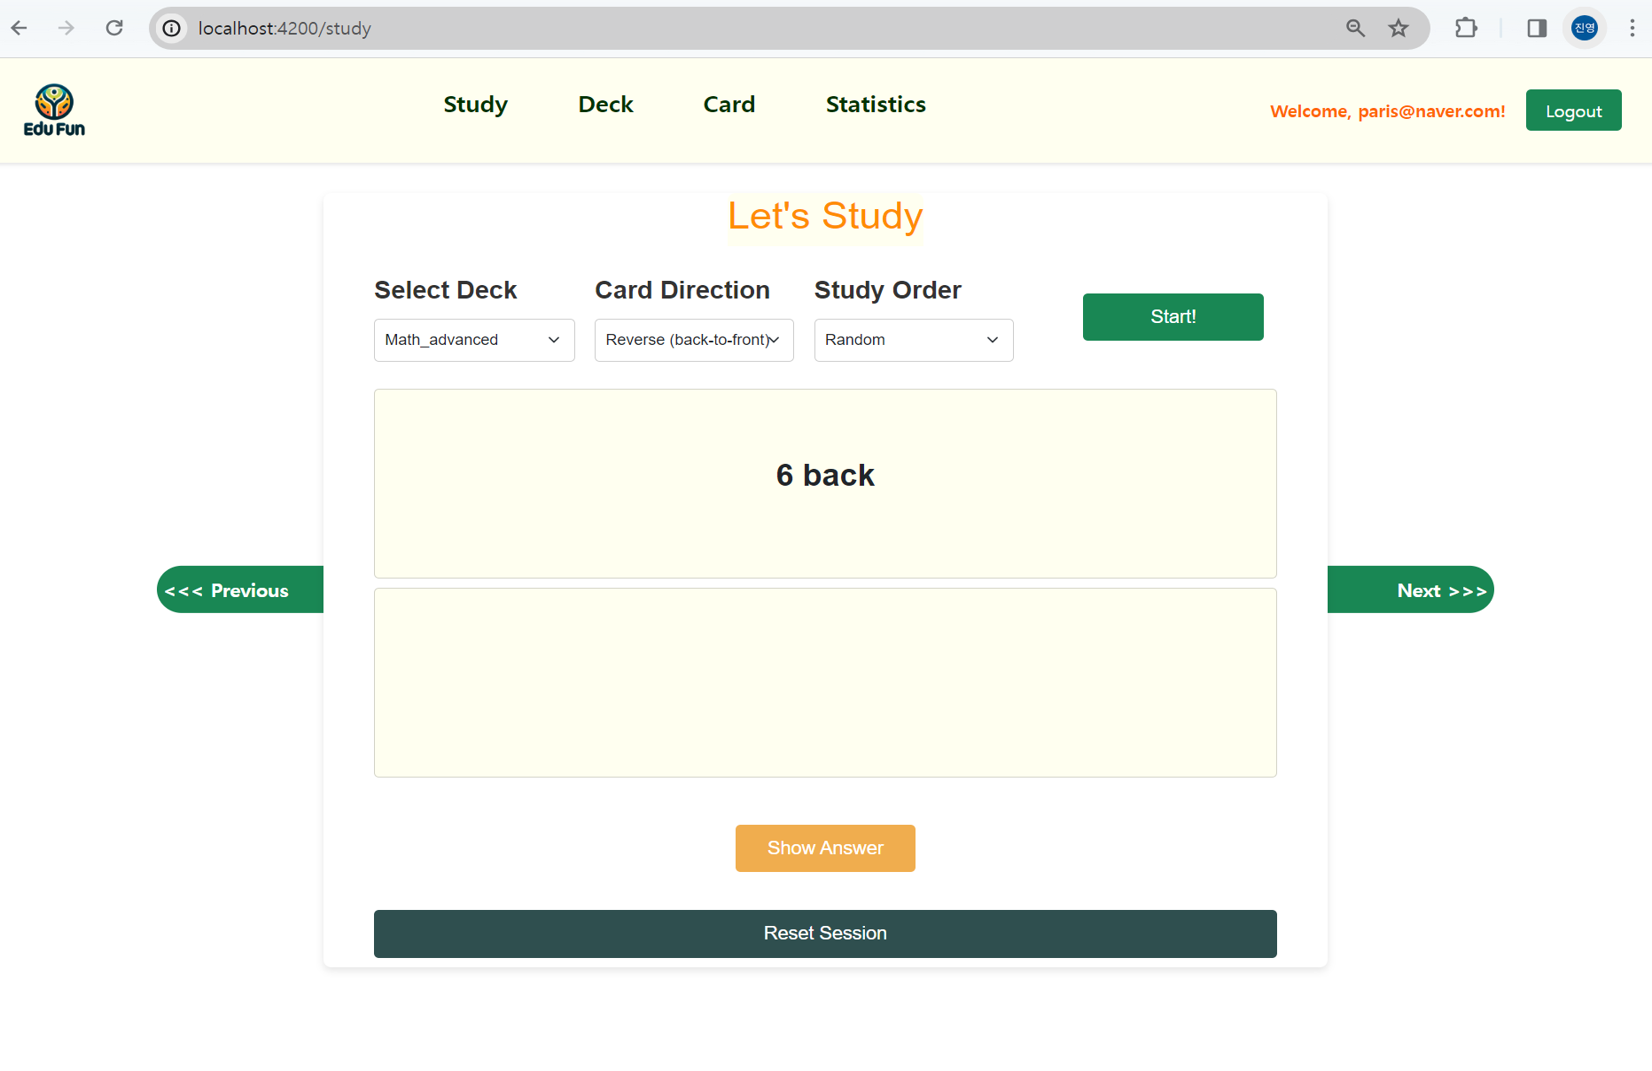 localhost:4200/study
진영
Edu Fun
Study Deck Card Statistics
Welcome, paris@naver.com!
Logout
Let's Study
Select Deck Card Direction Study Order
Math_advanced Reverse (back-to-front) Random
Start!
6 back
<<< Previous
Next >>>
Show Answer
Reset Session